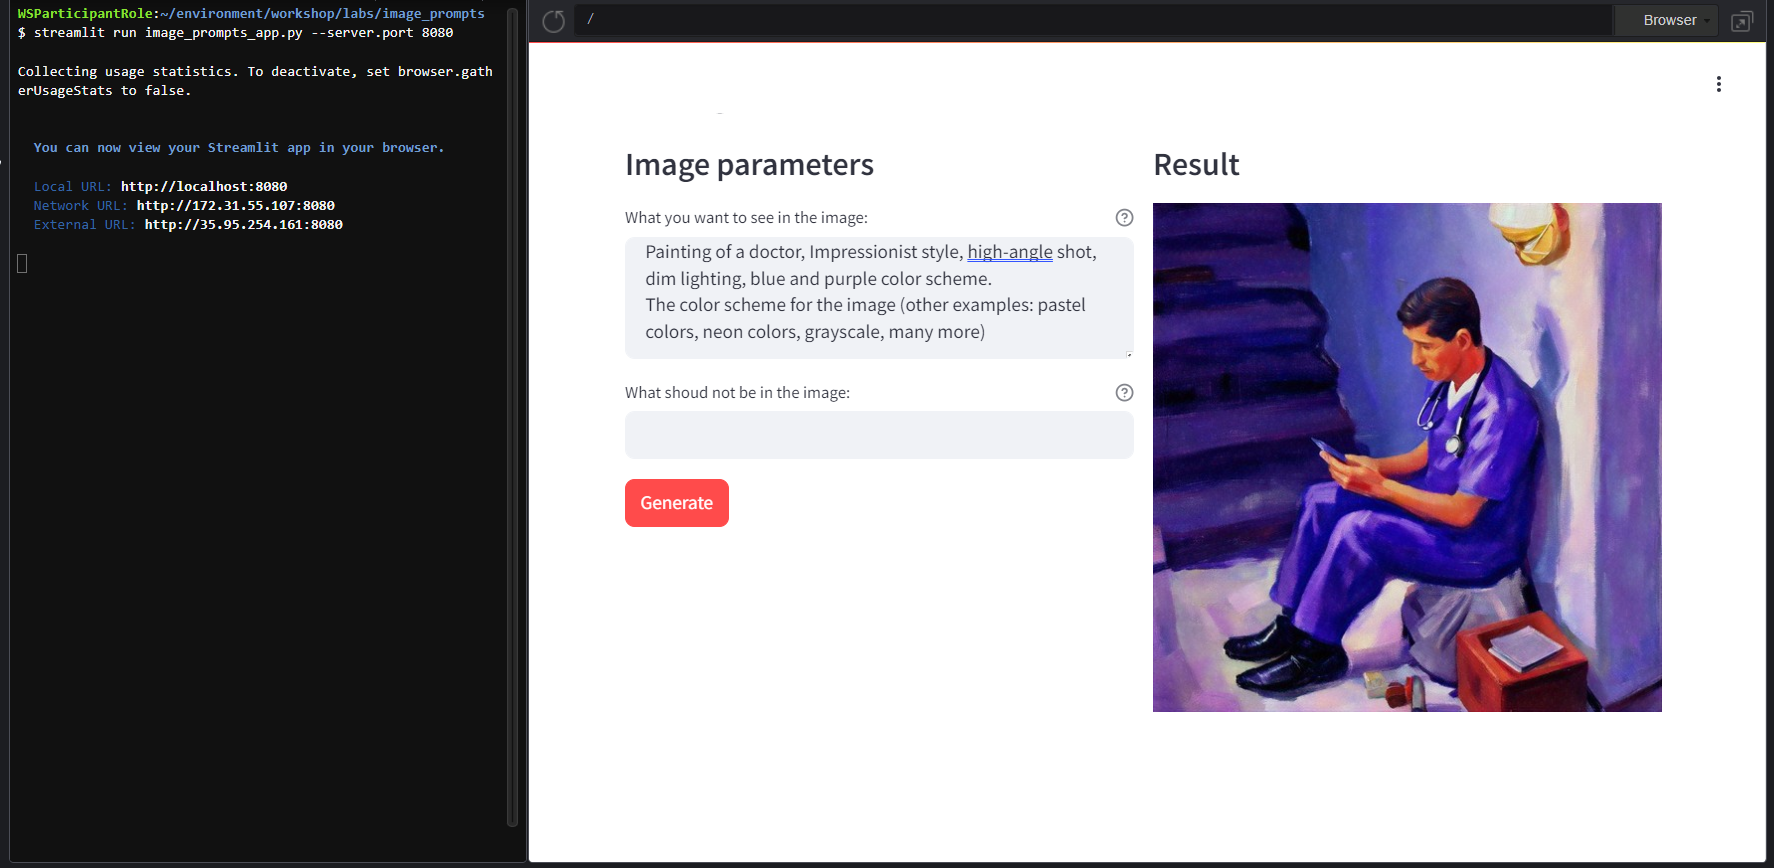 WSParticipantRole:~/environment/workshop/labs/image_prompts
$ streamlit run image_prompts_app.py --server.port 8080
Collecting usage statistics. To deactivate, set browser.gath
erUsageStats to false.
You can now view your Streamlit app in your browser.
Local URL: http://localhost:8080
Network URL: http://172.31.55.107:8080
External URL: http://35.95.254.161:8080
/
Browser
Image parameters
What you want to see in the image:
Painting of a doctor, Impressionist style, high-angle shot,
dim lighting, blue and purple color scheme.
The color scheme for the image (other examples: pastel
colors, neon colors, grayscale, many more)
What shoud not be in the image:
Generate
Result